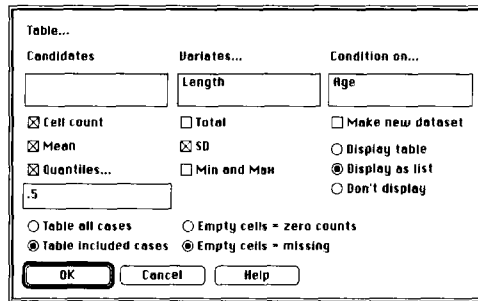 Table...
Candidates Variates... Condition on...
Length Age
Cell count Total Make new dataset
Mean SD Display table
Quantiles... Min and Max Display as list
.5 Don't display
Table all cases Empty cells = zero counts
Table included cases Empty cells = missing
OK Cancel Help